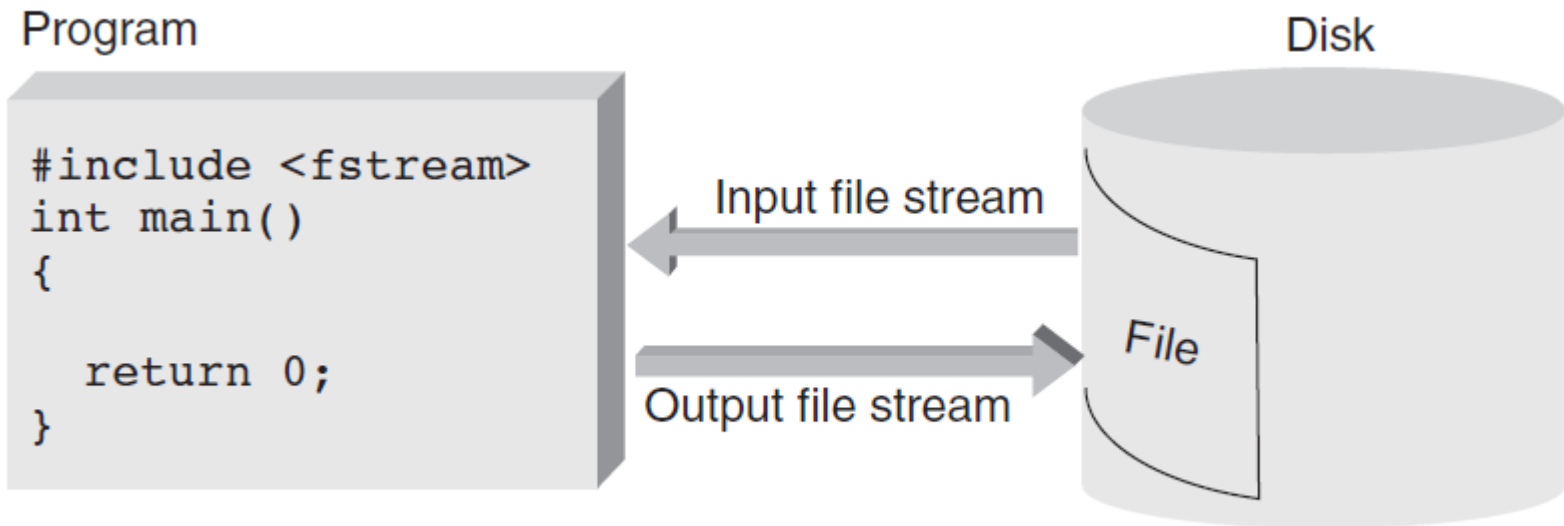 Program
Disk
#include <fstream>
int main()
{
return 0;
}
Input file stream
Output file stream
File